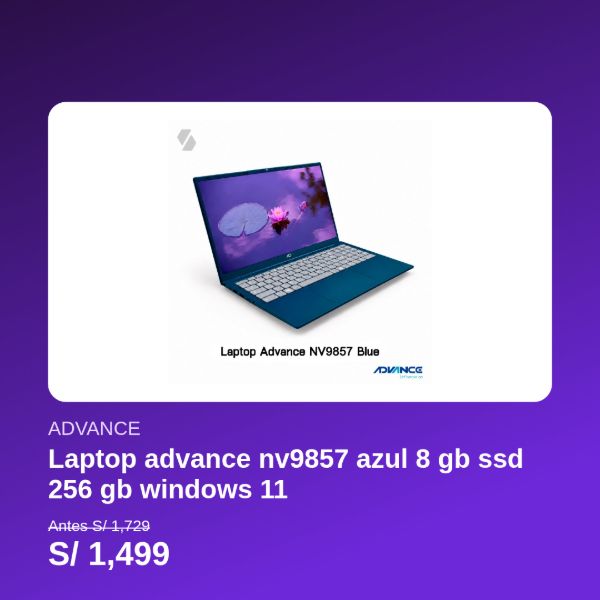 Laptop Advance NV9857 Blue
ADVANCE
ADVANCE
Laptop advance nv9857 azul 8 gb ssd
256 gb windows 11
Antes S/ 1,729
S/ 1,499